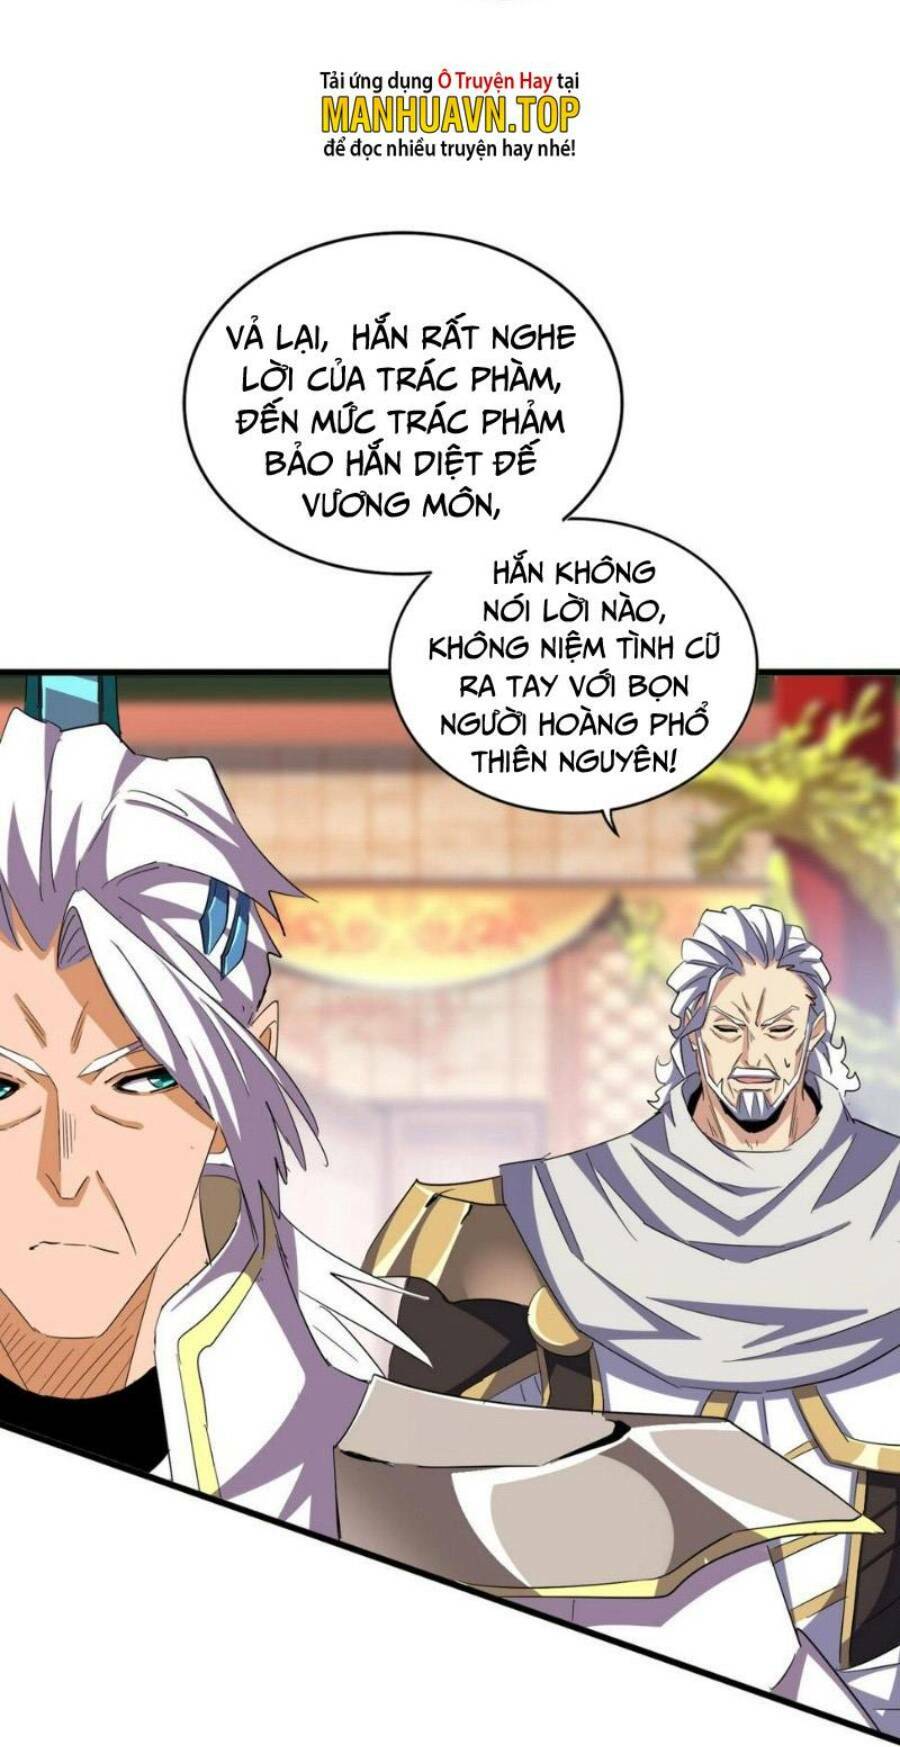 Tải ứng dụng Ô Truyện Hay tại
MANHUAVN.TOP
để đọc nhiều truyện hay nhé!
VẢ LẠI, HẮN RẤT NGHE
LỜI CỦA TRÁC PHÀM,
ĐẾN MỨC TRÁC PHẢM
BẢO HẮN DIỆT ĐẾ
VƯƠNG MÔN,
HẮN KHÔNG
NÓI LỜI NÀO,
KHÔNG NIỆM TÌNH CŨ
RA TAY VỚI BỌN
NGƯỜI HOÀNG PHỔ
THIÊN NGUYÊN!